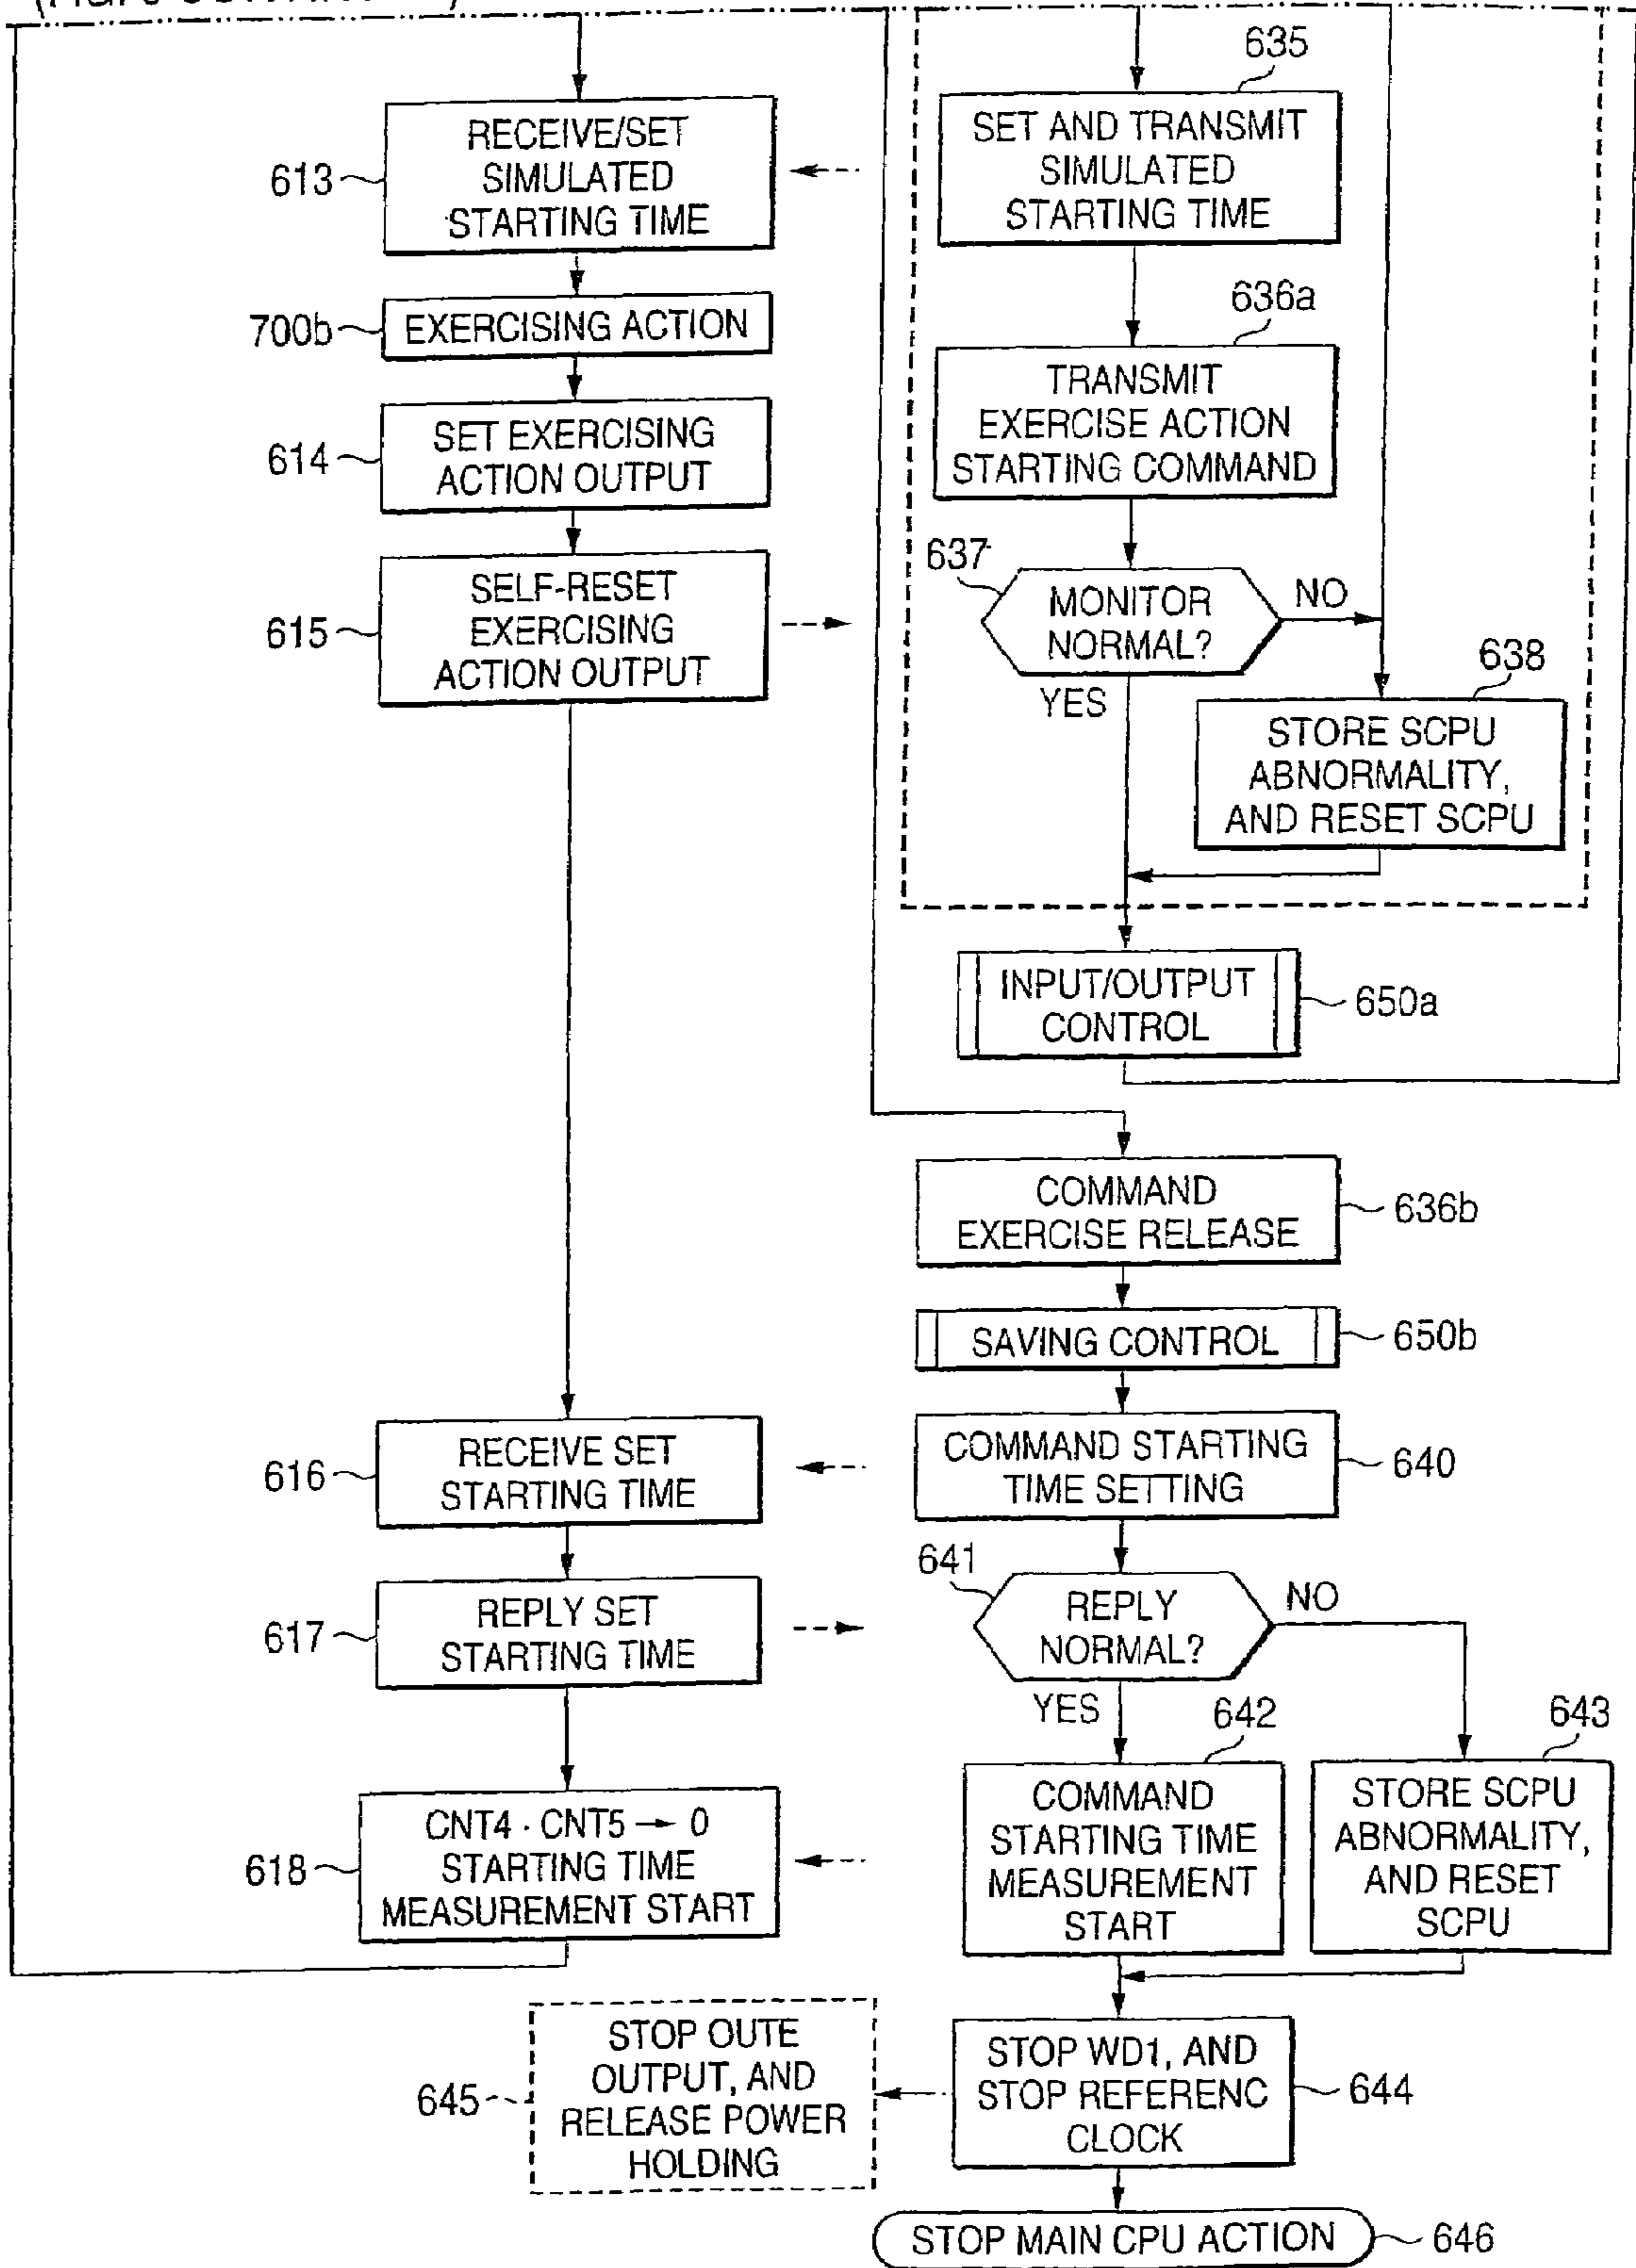 613
RECEIVE/SET
SIMULATED
STARTING TIME
700b
EXERCISING ACTION
614
SET EXERCISING
ACTION OUTPUT
615
SELF-RESET
EXERCISING
ACTION OUTPUT
635
SET AND TRANSMIT
SIMULATED
STARTING TIME
636a
TRANSMIT
EXERCISE ACTION
STARTING COMMAND
637
MONITOR
NORMAL?
NO
YES
638
STORE SCPU
ABNORMALITY,
AND RESET SCPU
INPUT/OUTPUT
CONTROL
650a
COMMAND
EXERCISE RELEASE
636b
SAVING CONTROL
650b
616
RECEIVE SET
STARTING TIME
COMMAND STARTING
TIME SETTING
640
617
REPLY SET
STARTING TIME
641
REPLY
NORMAL?
NO
YES
618
CNT4 · CNT5 → 0
STARTING TIME
MEASUREMENT START
642
COMMAND
STARTING TIME
MEASUREMENT
START
643
STORE SCPU
ABNORMALITY,
AND RESET
SCPU
645
STOP OUTE
OUTPUT, AND
RELEASE POWER
HOLDING
STOP WD1, AND
STOP REFERENC
CLOCK
644
STOP MAIN CPU ACTION
646